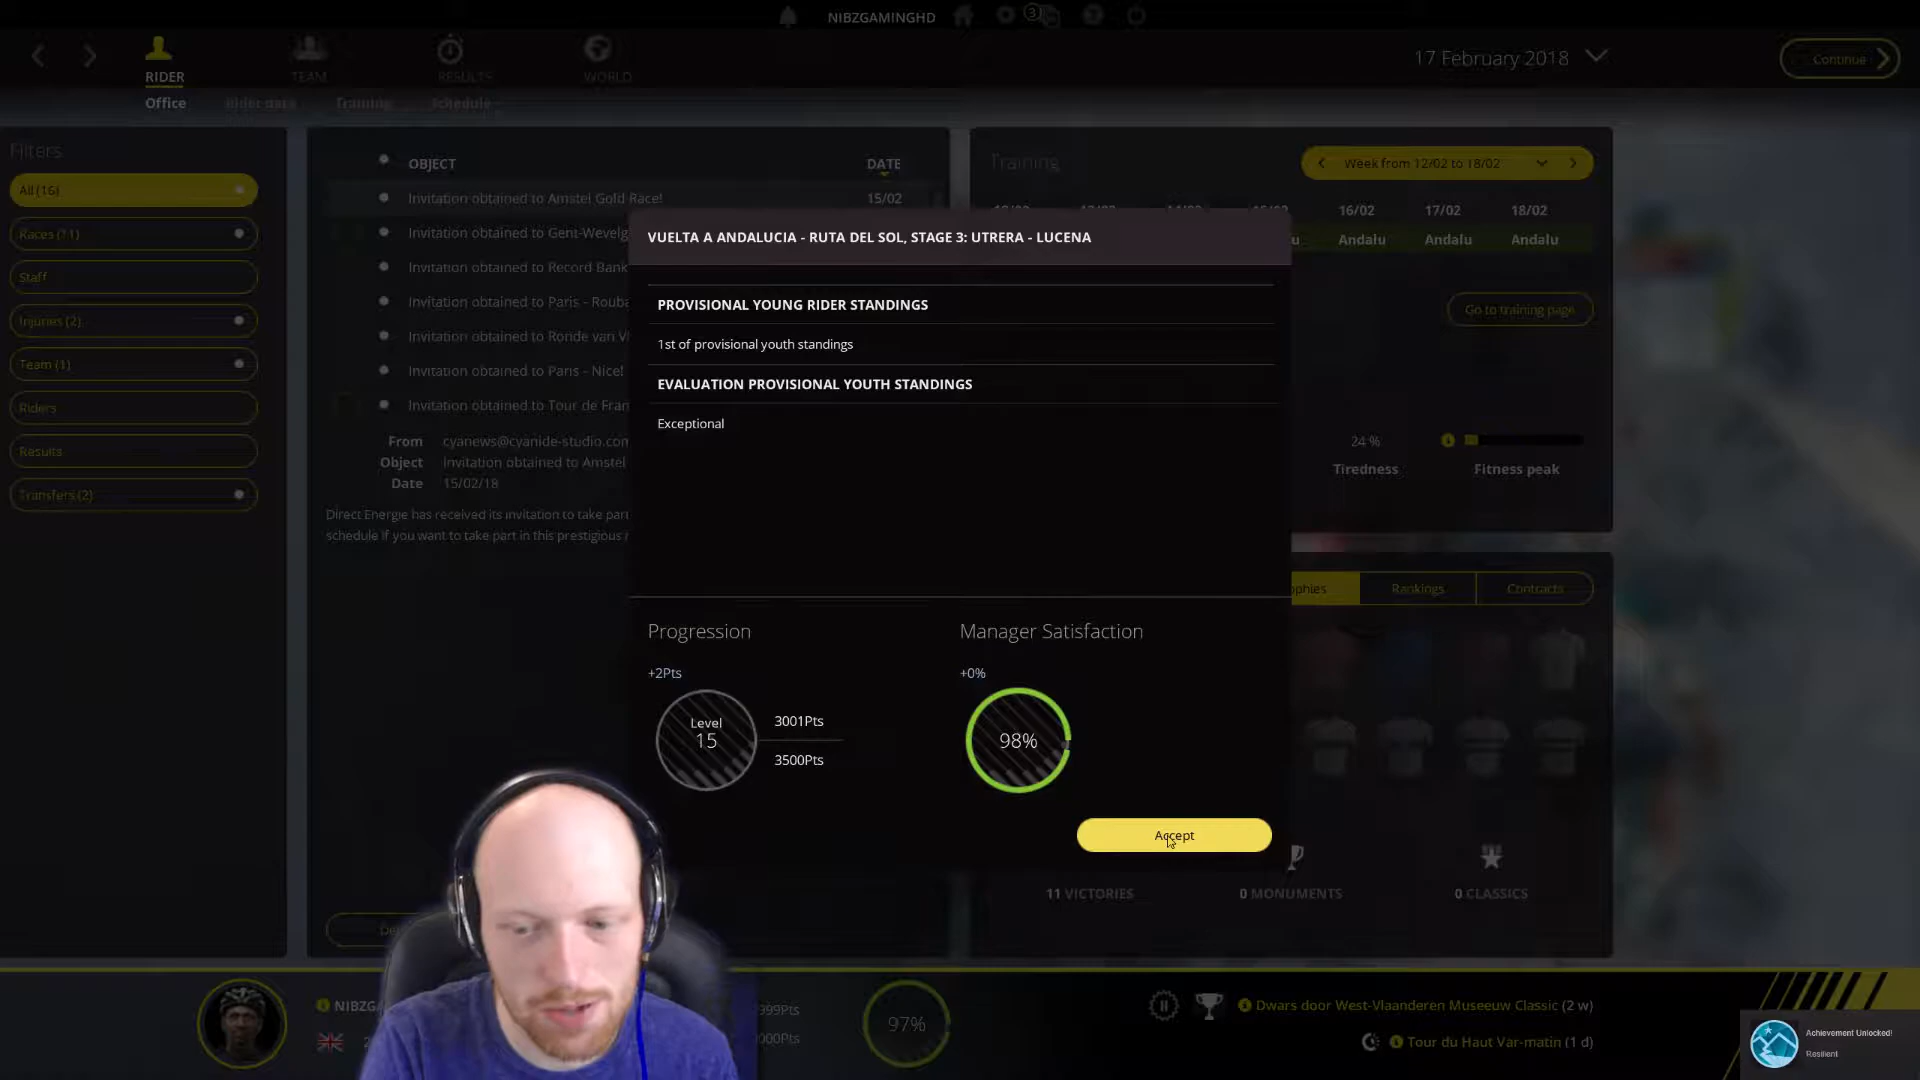 NIBZGAMINGHD
3
RIDER
TEAM
RESULTS
WORLD
17 February 2018
Continue
Office
Rider data
Training
Schedule
Filters
All (16)
Races (11)
Staff
Injuries (2)
Team (1)
Riders
Results
Transfers (2)
OBJECT
DATE
Invitation obtained to Amstel Gold Race!
15/02
Invitation obtained to Gent-Wevelg
Invitation obtained to Record Bank
Invitation obtained to Paris - Rouba
Invitation obtained to Ronde van Vl
Invitation obtained to Paris - Nice!
Invitation obtained to Tour de Fran
From cyanews@cyanide-studio.com
Object Invitation obtained to Amstel
Date 15/02/18
Direct Energie has received its invitation to take part
schedule if you want to take part in this prestigious
Training
Week from 12/02 to 18/02
16/02
17/02
18/02
Andalu
Andalu
Andalu
Go to training page
24 %
Tiredness
Fitness peak
VUELTA A ANDALUCIA - RUTA DEL SOL, STAGE 3: UTRERA - LUCENA
PROVISIONAL YOUNG RIDER STANDINGS
1st of provisional youth standings
EVALUATION PROVISIONAL YOUTH STANDINGS
Exceptional
Progression
+2Pts
Level
15
3001Pts
3500Pts
Manager Satisfaction
+0%
98%
Accept
phies
Rankings
Contracts
11 VICTORIES
0 MONUMENTS
0 CLASSICS
NIBZG
999Pts
000Pts
97%
Dwars door West-Vlaanderen Museeuw Classic (2 w)
Tour du Haut Var-matin (1 d)
Achievement Unlocked!
Resilient